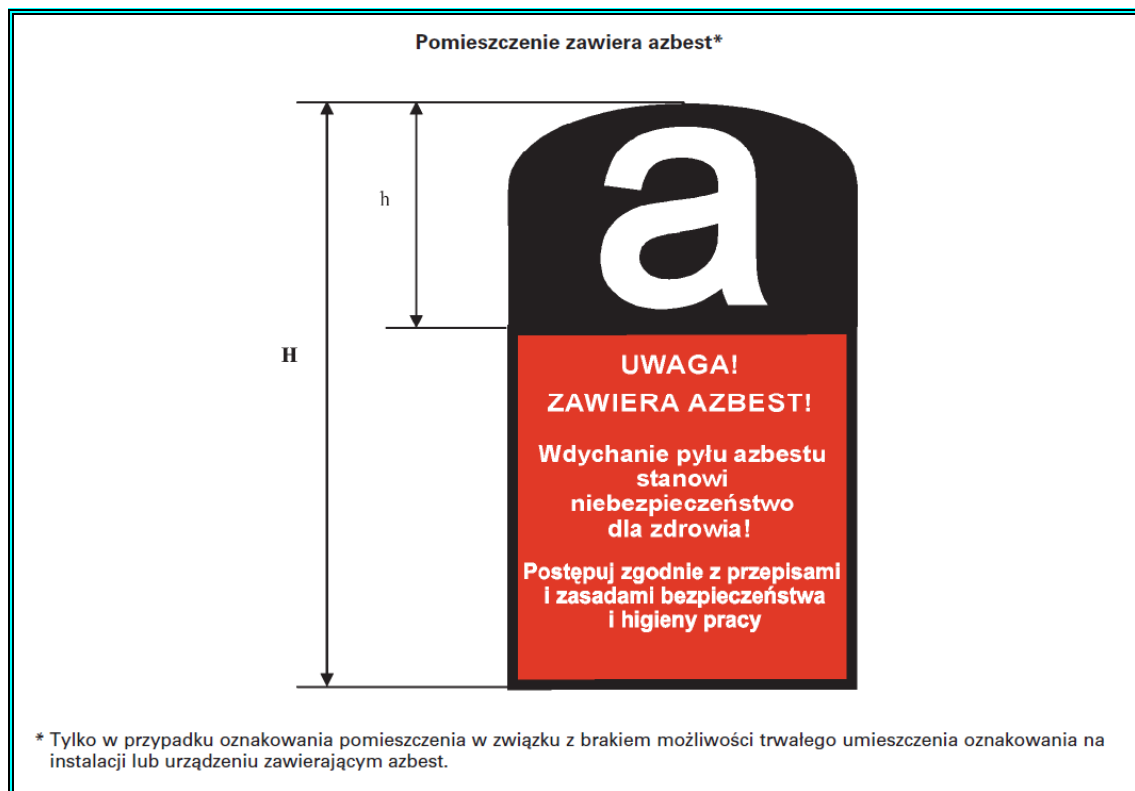 Pomieszczenie zawiera azbest*
a
h
H
UWAGA!
ZAWIERA AZBEST!
Wdychanie pyłu azbestu
stanowi
niebezpieczeństwo
dla zdrowia!
Postępuj zgodnie z przepisami
i zasadami bezpieczeństwa
i higieny pracy
* Tylko w przypadku oznakowania pomieszczenia w związku z brakiem możliwości trwałego umieszczenia oznakowania na
instalacji lub urządzeniu zawierającym azbest.